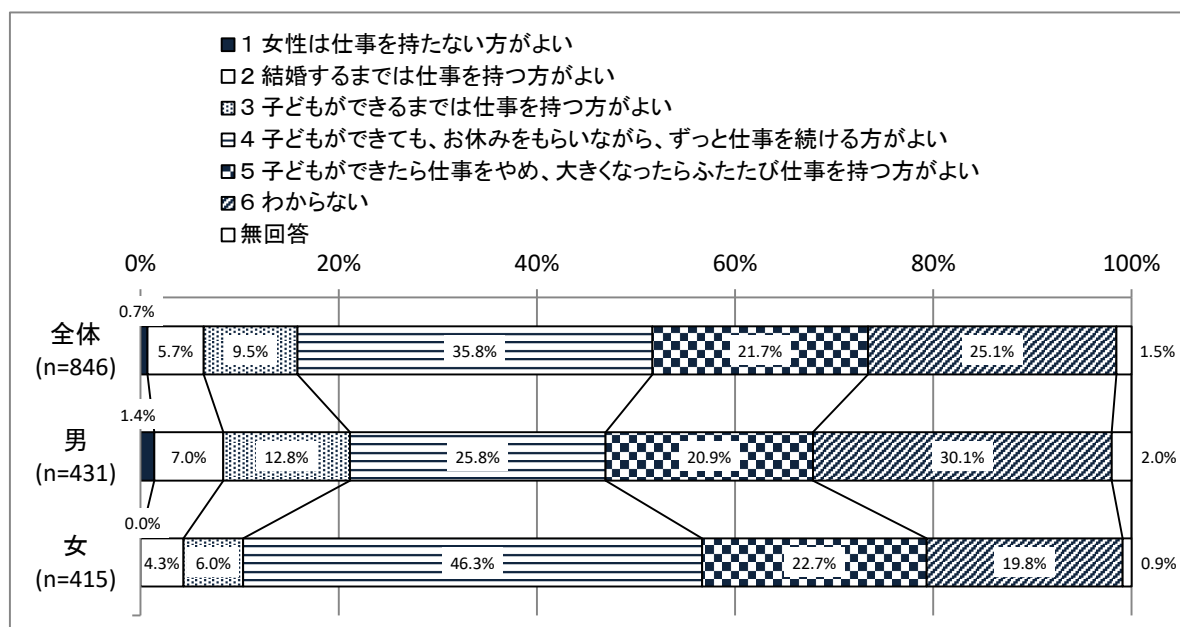 1 女性は仕事を持たない方がよい
2 結婚するまでは仕事を持つ方がよい
3 子どもができるまでは仕事を持つ方がよい
4 子どもができても、お休みをもらいながら、ずっと仕事を続ける方がよい
5 子どもができたら仕事をやめ、大きくなったらふたたび仕事を持つ方がよい
6 わからない
無回答
0% 20% 40% 60% 80% 100%
0.7%
全体
(n=846)
5.7% 9.5% 35.8% 21.7% 25.1% 1.5%
1.4%
男
(n=431)
7.0% 12.8% 25.8% 20.9% 30.1% 2.0%
0.0%
女
(n=415)
4.3% 6.0% 46.3% 22.7% 19.8% 0.9%